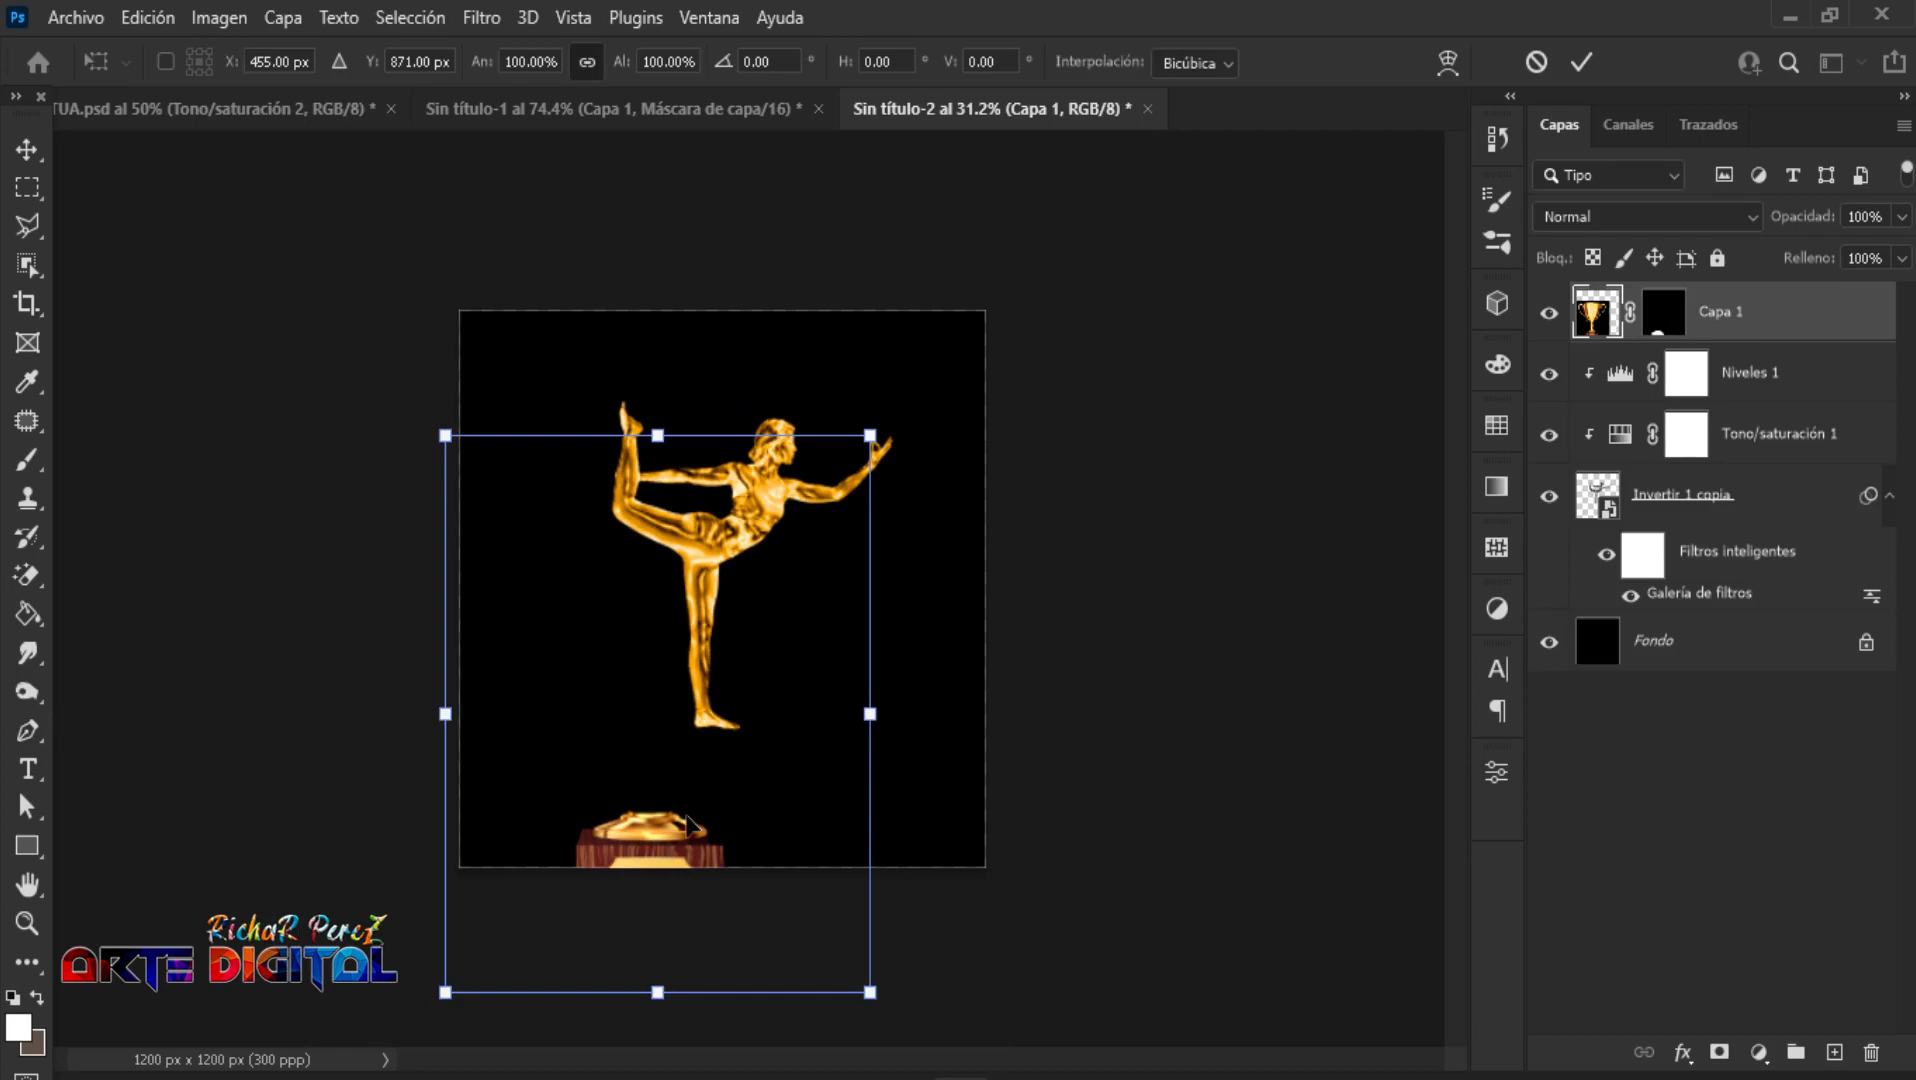 Ps Archivo Edición Imagen Capa Texto Selección Filtro 3D Vista Plugins Ventana Ayuda
X: 455.00 px Y: 871.00 px An: 100.00% Al: 100.00% 0.00 ° H: 0.00 ° V: 0.00 ° Interpolación: Bicúbica
TUA.psd al 50% (Tono/saturación 2, RGB/8) * Sin título-1 al 74.4% (Capa 1, Máscara de capa/16) * Sin título-2 al 31.2% (Capa 1, RGB/8) *
Capas Canales Trazados
Tipo
Normal Opacidad: 100%
Bloq.: Relleno: 100%
Capa 1
Niveles 1
Tono/saturación 1
Invertir 1 copia
Filtros inteligentes
Galería de filtros
Fondo
RichaR PereZ
ARTE DIGITAL
1200 px x 1200 px (300 ppp)
fx